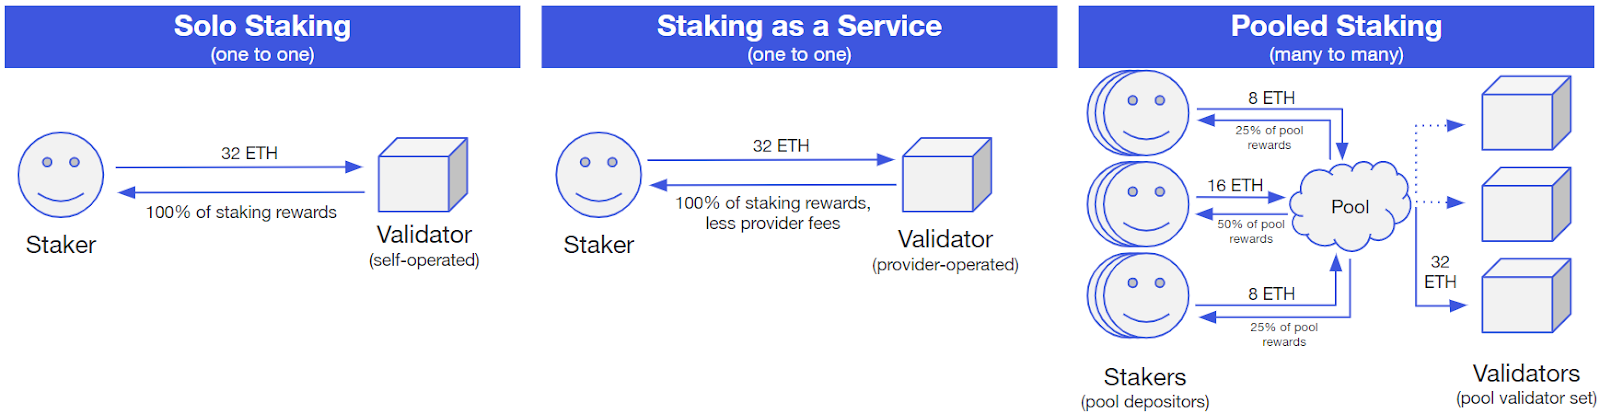 Solo Staking
(one to one)
32 ETH
100% of staking rewards
Staker
Validator
(self-operated)
Staking as a Service
(one to one)
32 ETH
100% of staking rewards,
less provider fees
Staker
Validator
(provider-operated)
Pooled Staking
(many to many)
8 ETH
25% of pool
rewards
16 ETH
50% of pool
rewards
Pool
8 ETH
25% of pool
rewards
32
ETH
Stakers
(pool depositors)
Validators
(pool validator set)